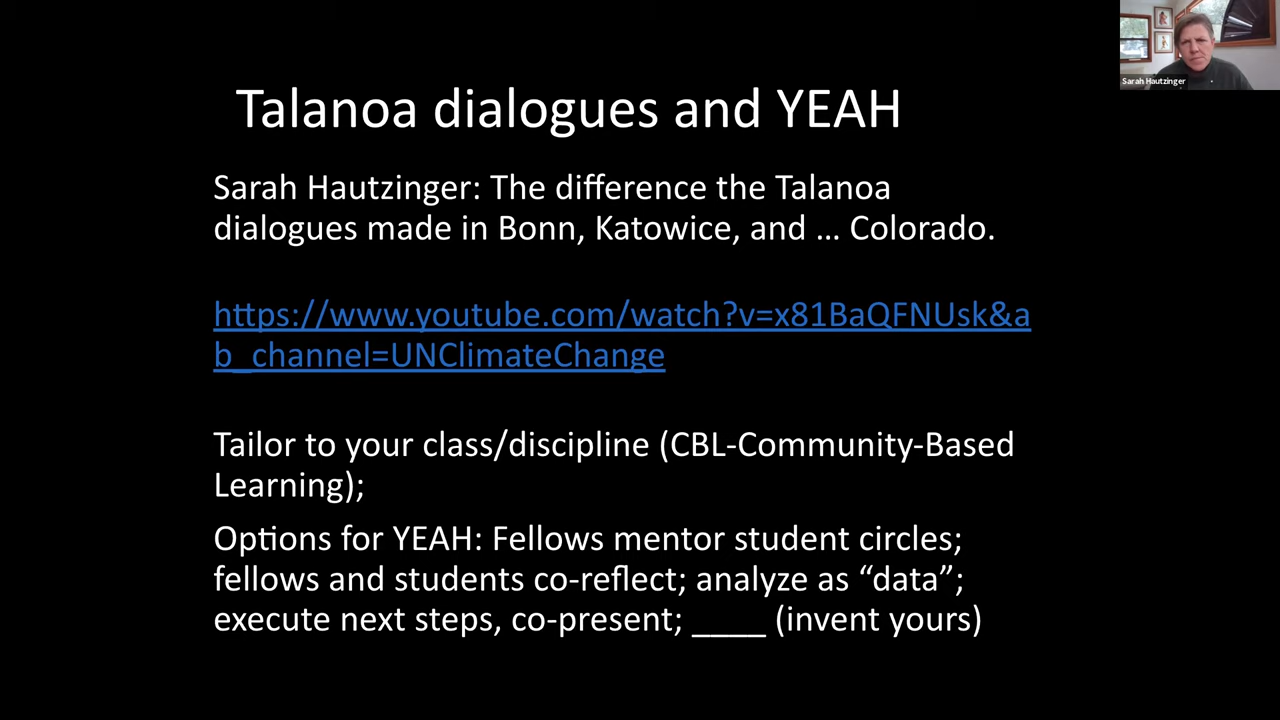 Sarah Hautzinger
Talanoa dialogues and YEAH
Sarah Hautzinger: The difference the Talanoa
dialogues made in Bonn, Katowice, and … Colorado.
https://www.youtube.com/watch?v=x81BaQFNUsk&a
b_channel=UNClimateChange
Tailor to your class/discipline (CBL-Community-Based
Learning);
Options for YEAH: Fellows mentor student circles;
fellows and students co-reflect; analyze as “data”;
execute next steps, co-present; ____ (invent yours)